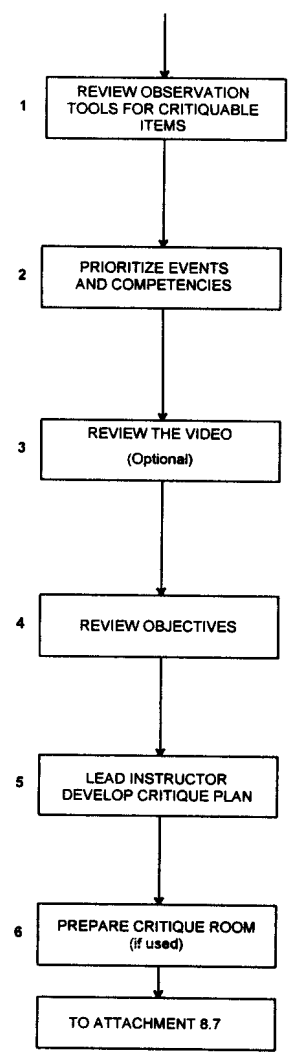 1
REVIEW OBSERVATION
TOOLS FOR CRITIQUABLE
ITEMS
2
PRIORITIZE EVENTS
AND COMPETENCIES
3
REVIEW THE VIDEO
(Optional)
4
REVIEW OBJECTIVES
5
LEAD INSTRUCTOR
DEVELOP CRITIQUE PLAN
6
PREPARE CRITIQUE ROOM
(if used)
TO ATTACHMENT 8.7